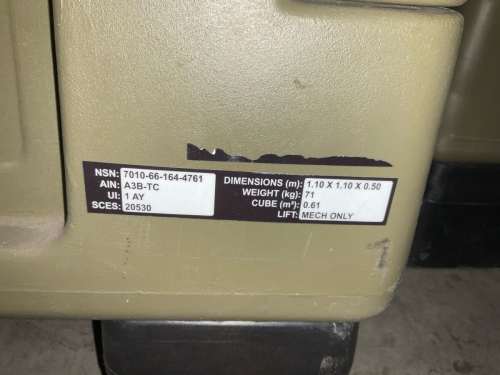 NSN: 7010-66-164-4761
AIN: A3B-TC
UI: 1 AY
SCES: 20530
DIMENSIONS (m): 1.10 X 1.10 X 0.50
WEIGHT (kg): 71
CUBE (m³): 0.61
LIFT: MECH ONLY